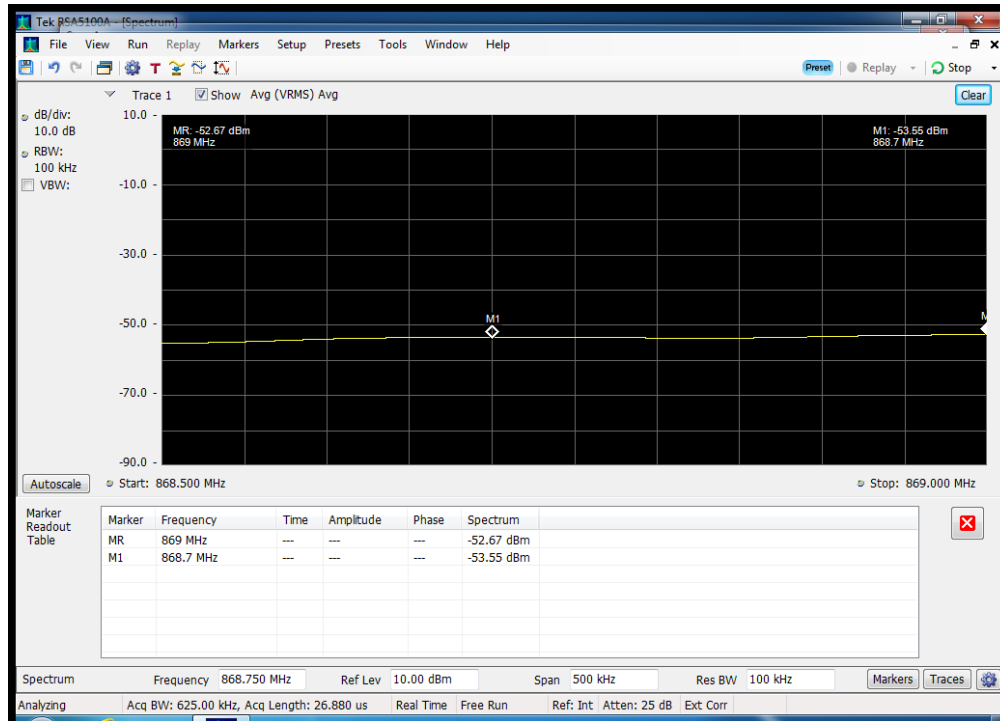 Tek RSA5100A - [Spectrum]
File View Run Replay Markers Setup Presets Tools Window Help
T Preset Replay Stop
Trace 1 Show Avg (VRMS) Avg Clear
dB/div:
10.0 dB
RBW:
100 kHz
VBW:
10.0
-10.0
-30.0
-50.0
-70.0
-90.0
MR: -52.67 dBm
869 MHz
M1: -53.55 dBm
868.7 MHz
M1
M
Autoscale Start: 868.500 MHz Stop: 869.000 MHz
Marker
Readout
Table
Marker Frequency Time Amplitude Phase Spectrum
MR 869 MHz --- --- --- -52.67 dBm
M1 868.7 MHz --- --- --- -53.55 dBm
Spectrum Frequency 868.750 MHz Ref Lev 10.00 dBm Span 500 kHz Res BW 100 kHz Markers Traces
Analyzing Acq BW: 625.00 kHz, Acq Length: 26.880 us Real Time Free Run Ref: Int Atten: 25 dB Ext Corr